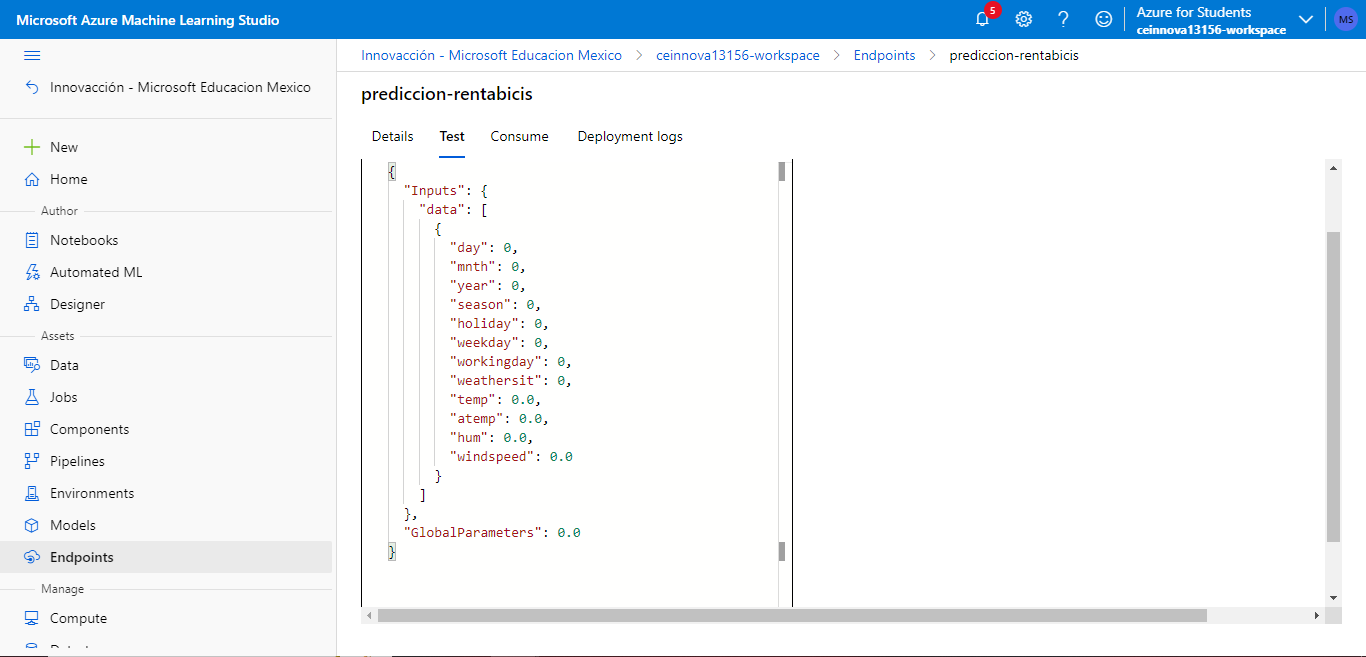 Microsoft Azure Machine Learning Studio
5
Azure for Students
ceinnova13156-workspace
MS
Innovacción - Microsoft Educacion Mexico
New
Home
Author
Notebooks
Automated ML
Designer
Assets
Data
Jobs
Components
Pipelines
Environments
Models
Endpoints
Manage
Compute
Innovacción - Microsoft Educacion Mexico > ceinnova13156-workspace > Endpoints > prediccion-rentabicis
prediccion-rentabicis
Details Test Consume Deployment logs
{
"Inputs": {
"data": [
{
"day": 0,
"mnth": 0,
"year": 0,
"season": 0,
"holiday": 0,
"weekday": 0,
"workingday": 0,
"weathersit": 0,
"temp": 0.0,
"atemp": 0.0,
"hum": 0.0,
"windspeed": 0.0
}
]
},
"GlobalParameters": 0.0
}